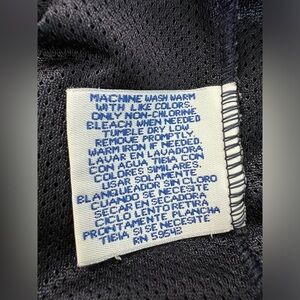 MACHINE WASH WARM
WITH LIKE COLORS.
ONLY NON-CHLORINE
BLEACH WHEN NEEDED
TUMBLE DRY LOW
REMOVE PROMPTLY.
WARM IRON IF NEEDED.
LAVAR EN LAVADORA
CON AGUA TIBIA CON
COLORES SIMILARES.
USAR SOLAMENTE
BLANQUEADOR SIN CLORO
CUANDO SE NECESITE
SECAR EN SECADORA
CICLO LENTO RETIRA
PRONTAMENTE PLANCHA
TIBIA SI SE NECESITE